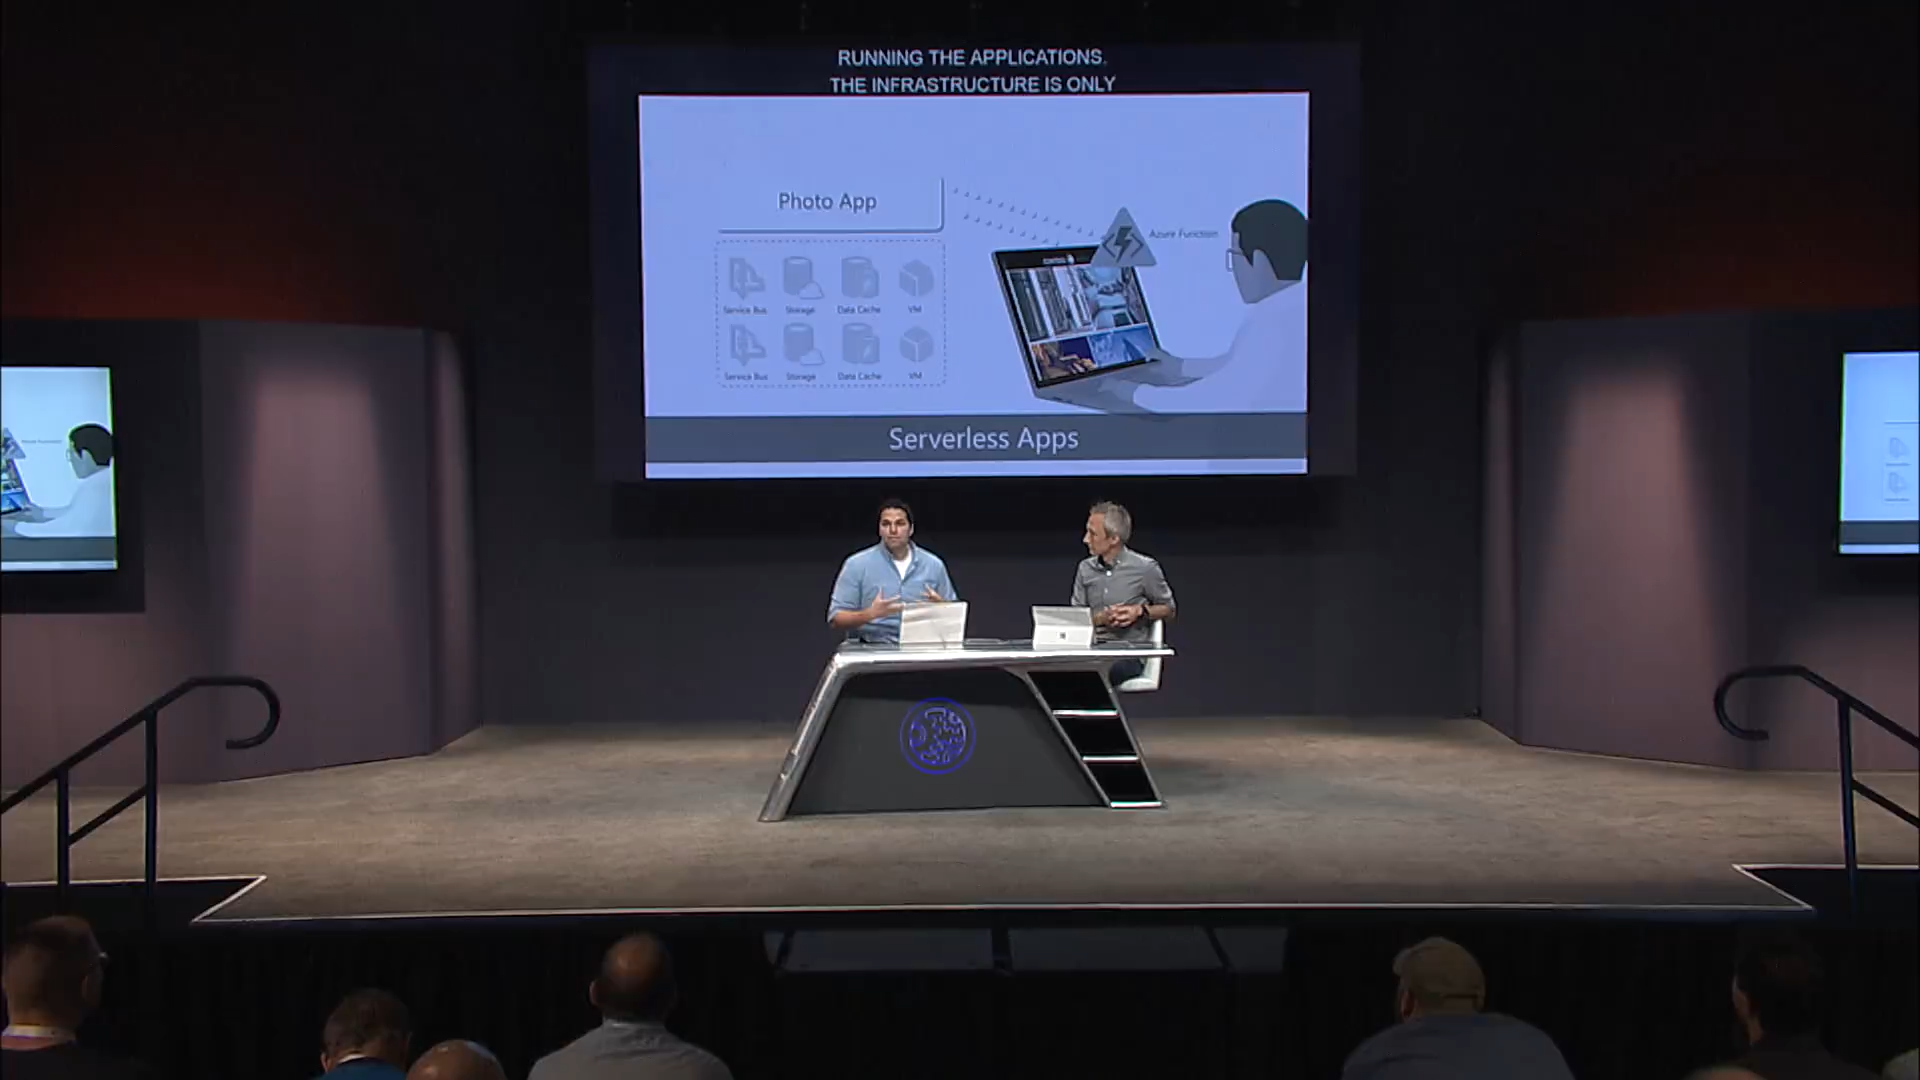 RUNNING THE APPLICATIONS.
THE INFRASTRUCTURE IS ONLY
Photo App
Azure Function
Service Bus Storage Data Cache VM
Service Bus Storage Data Cache VM
Serverless Apps